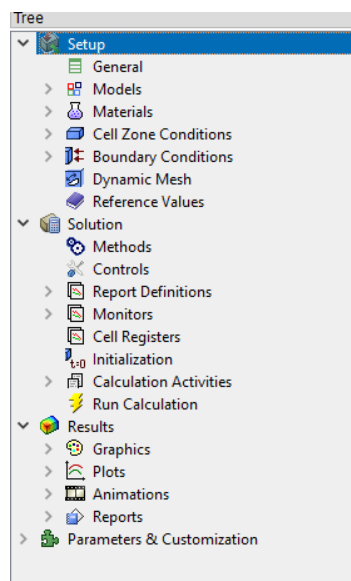 Tree
Setup
General
Models
Materials
Cell Zone Conditions
Boundary Conditions
Dynamic Mesh
Reference Values
Solution
Methods
Controls
Report Definitions
Monitors
Cell Registers
t=0 Initialization
Calculation Activities
Run Calculation
Results
Graphics
Plots
Animations
Reports
Parameters & Customization